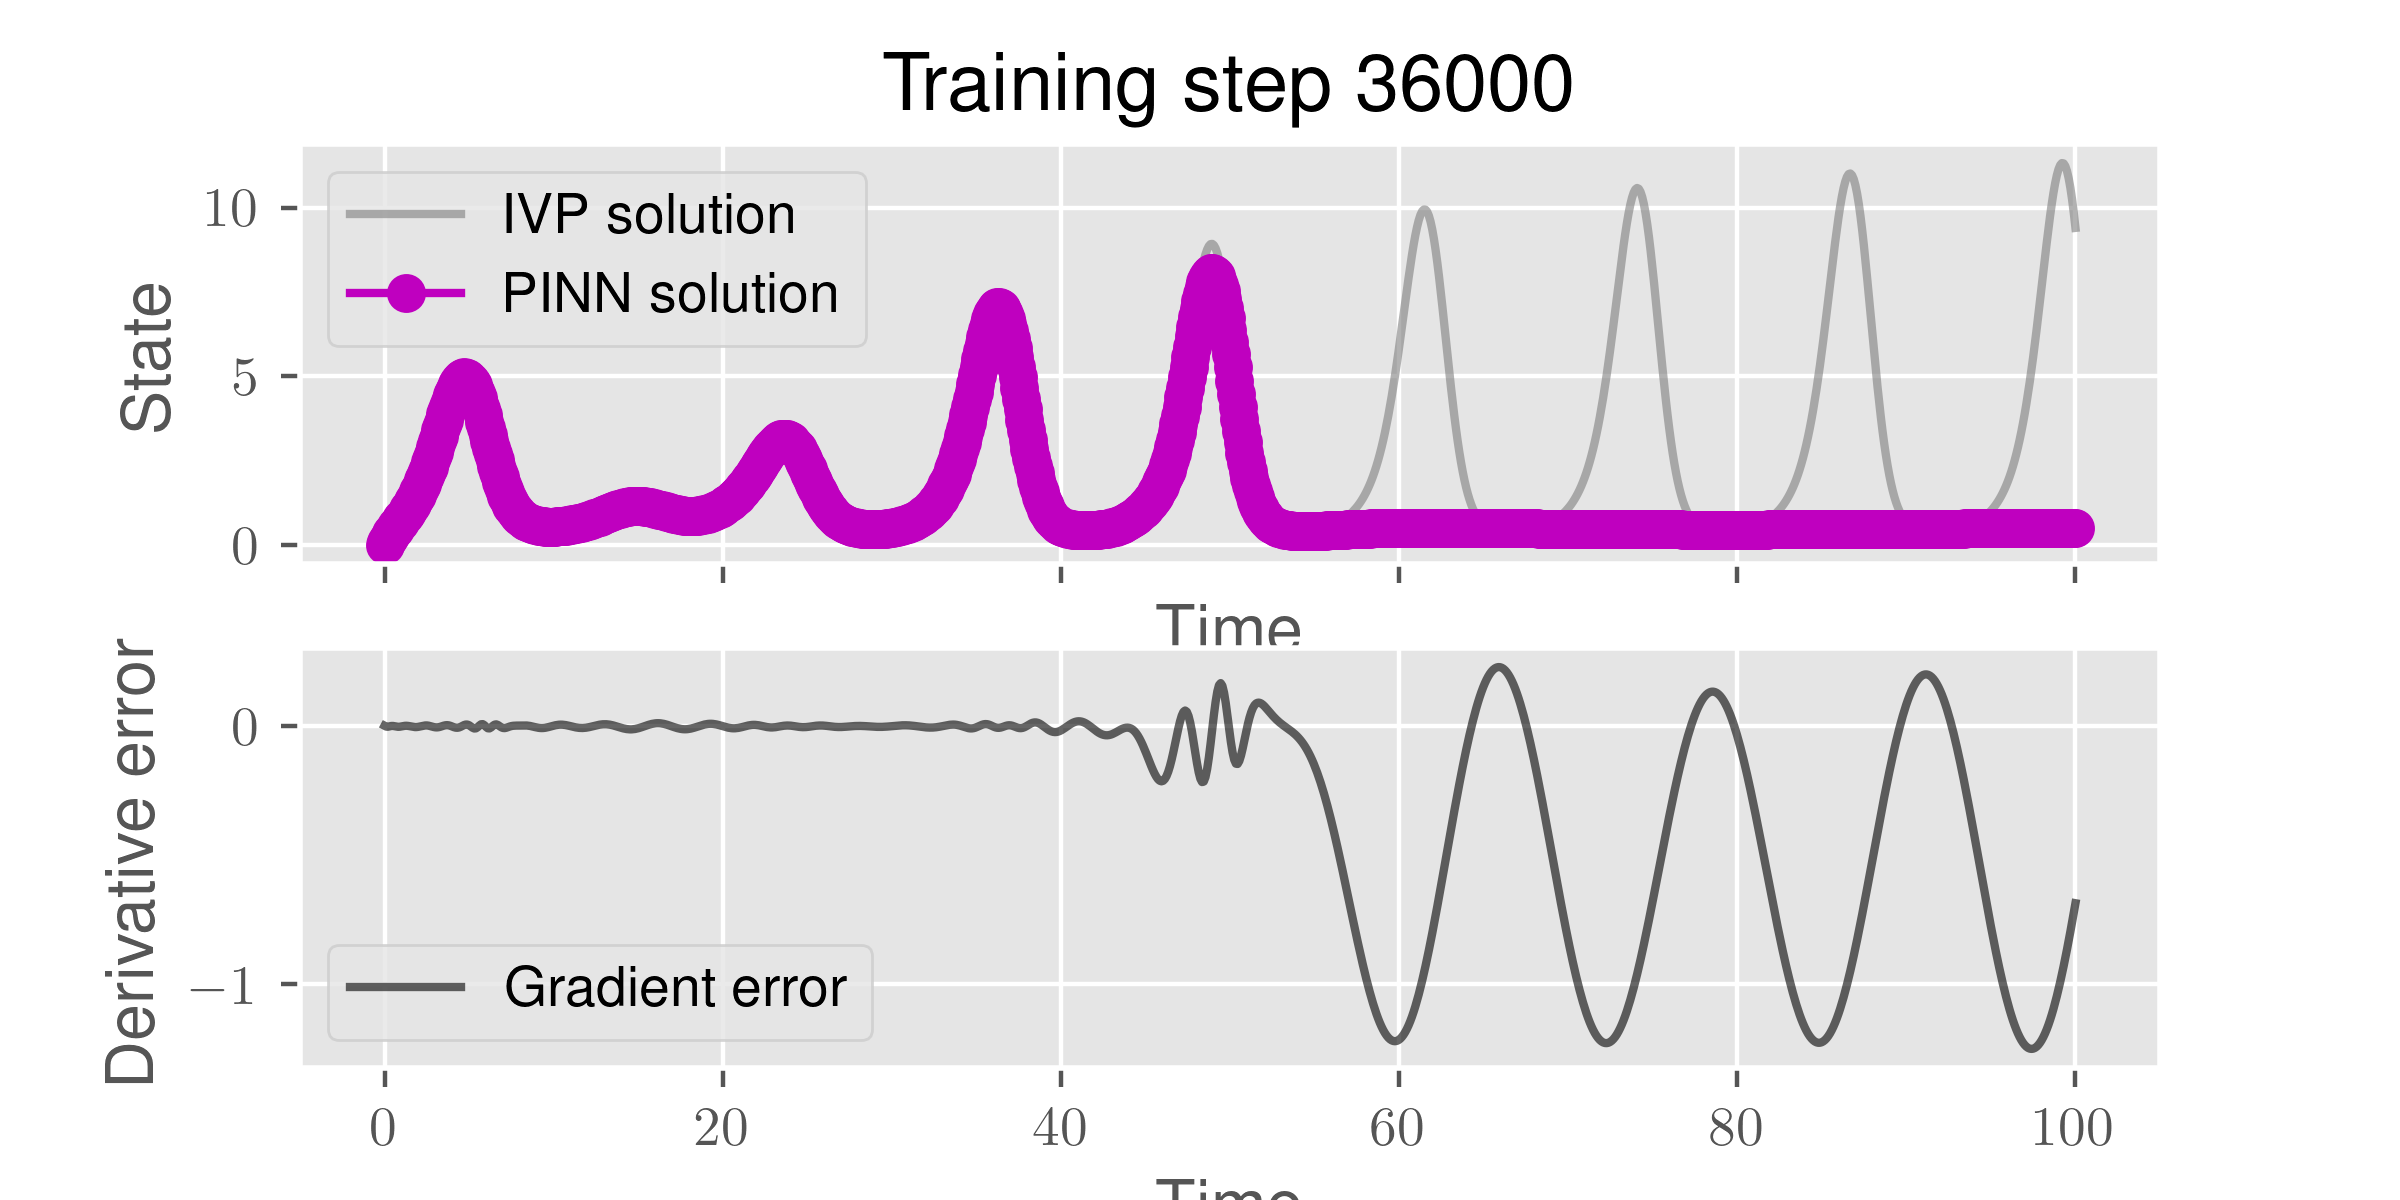 Training step 36000
IVP solution
PINN solution
State
10
5
0
Time
Derivative error
0
−1
Gradient error
0 20 40 60 80 100
Time